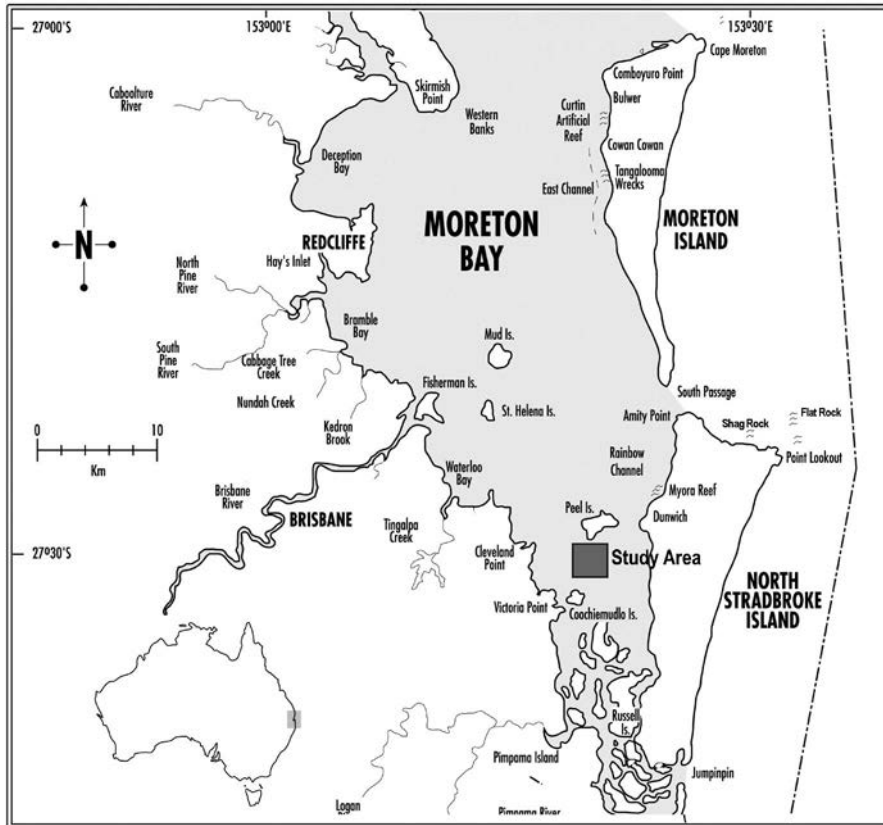 27°00'S
153°00'E
153°30'E
Cape Moreton
Comboyuro Point
Bulwer
Skirmish
Point
Caboolture
River
Western
Banks
Curtin
Artificial
Reef
Cowan Cowan
Deception
Bay
Tangalooma
Wrecks
East Channel
MORETON
BAY
MORETON
ISLAND
N
REDCLIFFE
Hay's Inlet
North
Pine
River
Bramble
Bay
Mud Is.
South
Pine
River
Cabbage Tree
Creek
Fisherman Is.
South Passage
Nundah Creek
St. Helena Is.
Amity Point
Shag Rock
Flat Rock
Kedron
Brook
0
10
Km
Rainbow
Channel
Point Lookout
Waterloo
Bay
Myora Reef
Brisbane
River
BRISBANE
Peel Is.
Dunwich
Tingalpa
Creek
27°30'S
Cleveland
Point
Study Area
NORTH
STRADBROKE
ISLAND
Victoria Point
Coochiemudlo Is.
Russell
Is.
Pimpama Island
Jumpinpin
Logan
Pimpama River